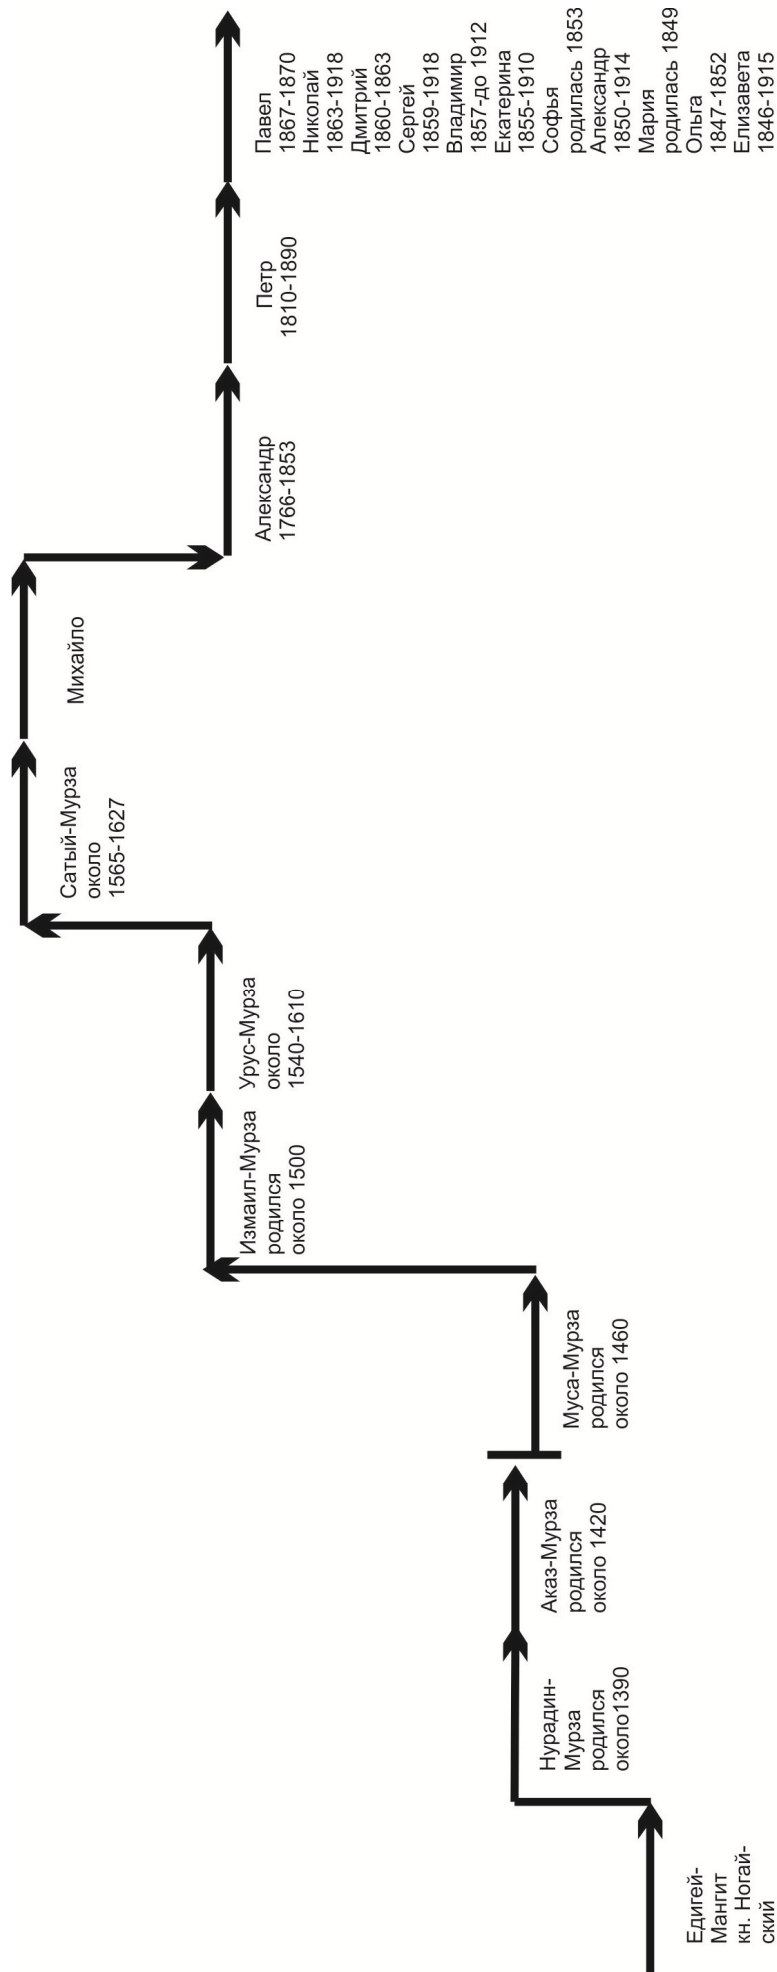 Едигей-
Мангит
кн. Ногай-
ский
Нурадин-
Мурза
родился
около1390
Аказ-Мурза
родился
около 1420
Муса-Мурза
родился
около 1460
Измаил-Мурза
родился
около 1500
Урус-Мурза
около
1540-1610
Сатый-Мурза
около
1565-1627
Михайло
Александр
1766-1853
Петр
1810-1890
Павел
1867-1870
Николай
1863-1918
Дмитрий
1860-1863
Сергей
1859-1918
Владимир
1857-до 1912
Екатерина
1855-1910
Софья
родилась 1853
Александр
1850-1914
Мария
родилась 1849
Ольга
1847-1852
Елизавета
1846-1915